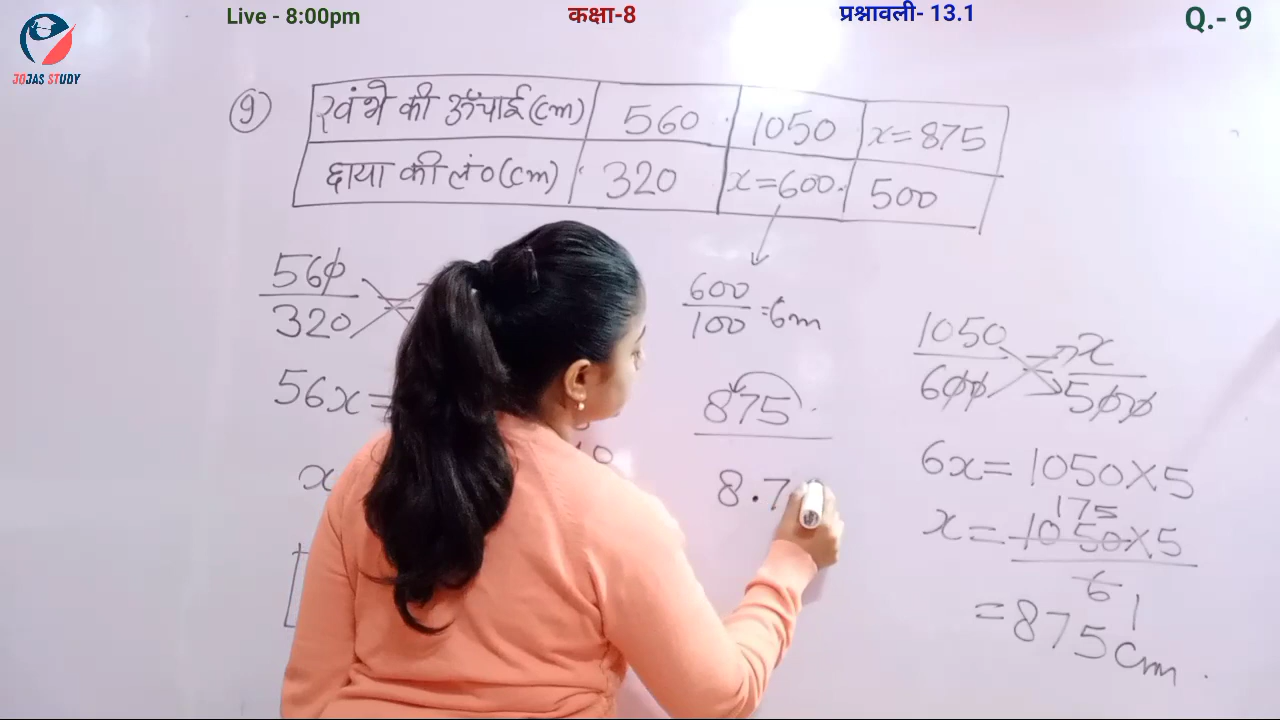 Live - 8:00pm
कक्षा-8
प्रश्नावली- 13.1
Q.- 9
JOJAS STUDY
9
खंभे की ऊँचाई (cm) 560 1050 x=875
छाया की लं० (cm) 320 x=600 500
560
320
56x=
x
600
100 =6m
875
8.7
1050 = x
600 500
6x=1050×5
175
x=1050×5
6 1
=875cm